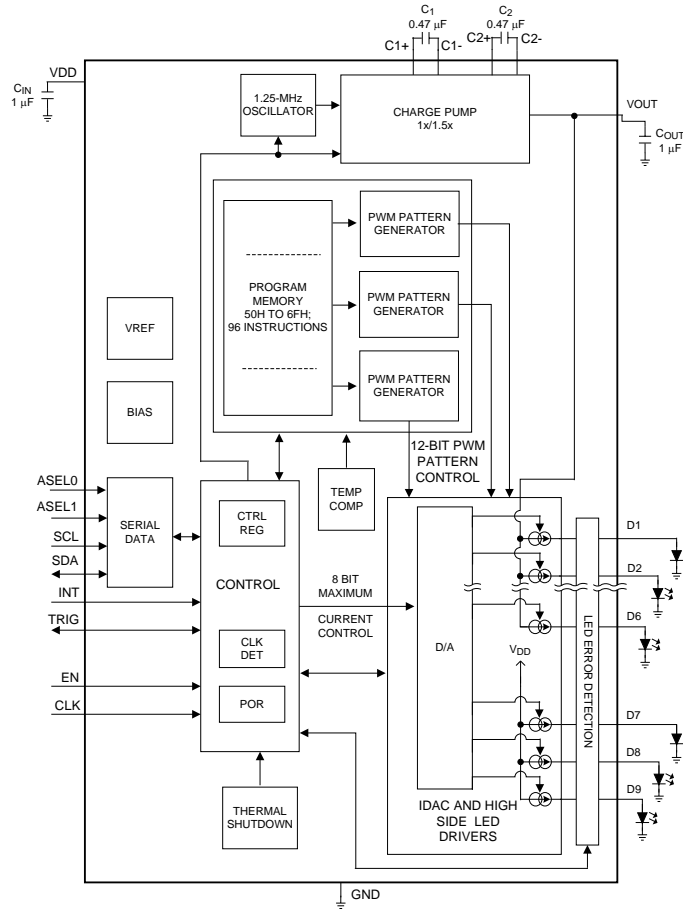 C1
0.47 μF
C2
0.47 μF
C1+
C1-
C2+
C2-
VDD
CIN
1 μF
1.25-MHz
OSCILLATOR
CHARGE PUMP
1x/1.5x
VOUT
COUT
1 μF
PROGRAM
MEMORY
50H TO 6FH;
96 INSTRUCTIONS
PWM PATTERN
GENERATOR
PWM PATTERN
GENERATOR
PWM PATTERN
GENERATOR
VREF
BIAS
12-BIT PWM
PATTERN
CONTROL
TEMP
COMP
ASEL0
ASEL1
SCL
SDA
INT
TRIG
EN
CLK
SERIAL
DATA
CTRL
REG
CONTROL
CLK
DET
POR
8 BIT
MAXIMUM
CURRENT
CONTROL
D/A
VDD
IDAC AND HIGH
SIDE LED
DRIVERS
LED ERROR DETECTION
D1
D2
D6
D7
D8
D9
THERMAL
SHUTDOWN
GND